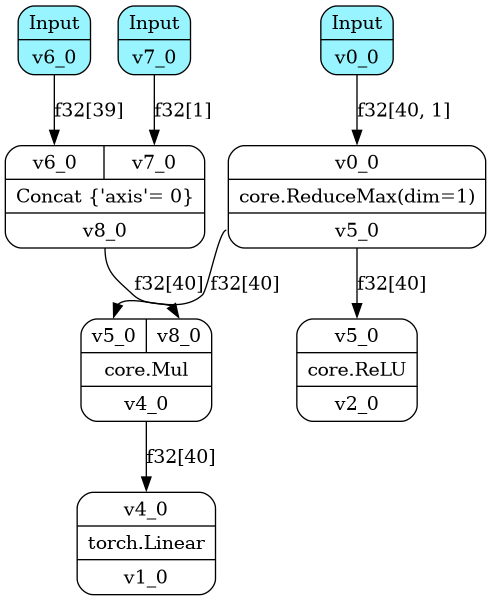 Input
v6_0
Input
v7_0
Input
v0_0
f32[39]
f32[1]
f32[40, 1]
v6_0 v7_0
Concat {'axis'= 0}
v8_0
v0_0
core.ReduceMax(dim=1)
v5_0
f32[40]
f32[40]
f32[40]
v5_0 v8_0
core.Mul
v4_0
v5_0
core.ReLU
v2_0
f32[40]
v4_0
torch.Linear
v1_0